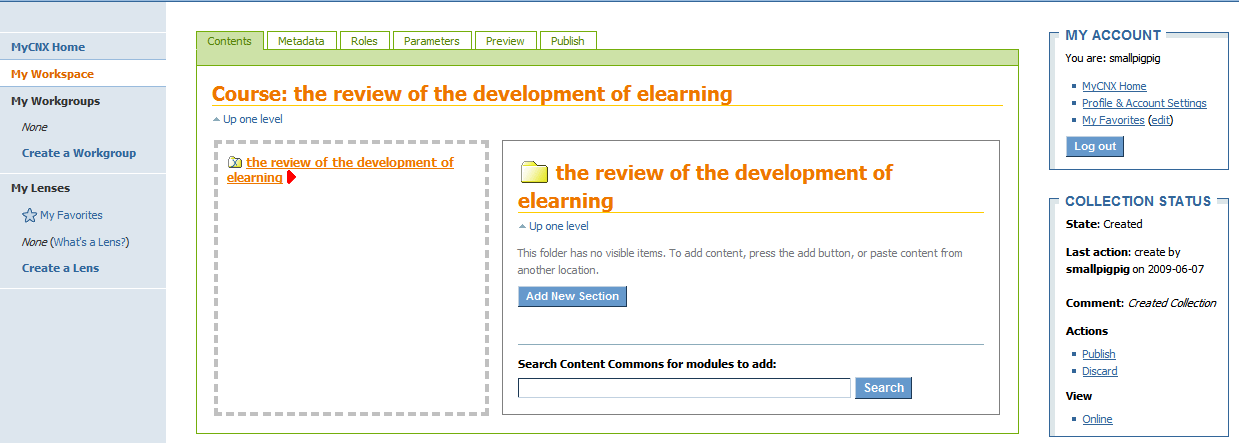 MyCNX Home
My Workspace
My Workgroups
None
Create a Workgroup
My Lenses
My Favorites
None (What's a Lens?)
Create a Lens
Contents
Metadata
Roles
Parameters
Preview
Publish
Course: the review of the development of elearning
Up one level
the review of the development of
elearning
the review of the development of
elearning
Up one level
This folder has no visible items. To add content, press the add button, or paste content from
another location.
Add New Section
Search Content Commons for modules to add:
Search
MY ACCOUNT
You are: smallpigpig
MyCNX Home
Profile & Account Settings
My Favorites (edit)
Log out
COLLECTION STATUS
State: Created
Last action: create by
smallpigpig on 2009-06-07
Comment: Created Collection
Actions
Publish
Discard
View
Online